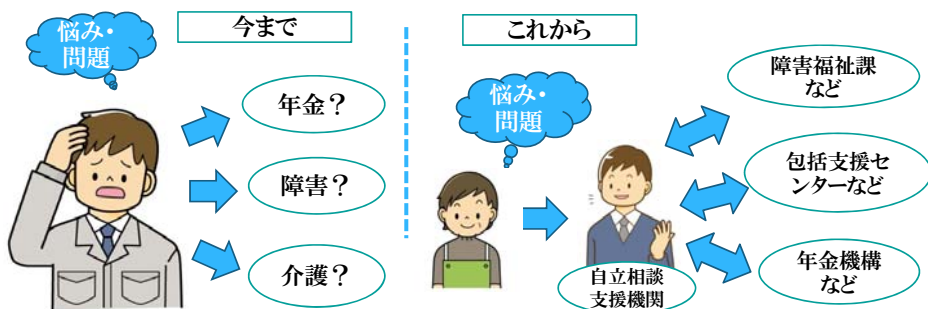 今まで
悩み・
問題
年金？
障害？
介護？
これから
悩み・
問題
自立相談
支援機関
障害福祉課
など
包括支援セ
ンターなど
年金機構
など